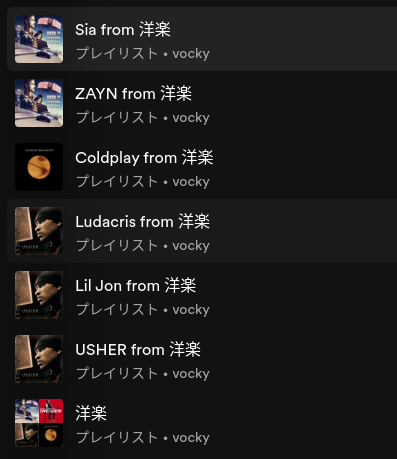 Sia from 洋楽
プレイリスト • vocky
ZAYN from 洋楽
プレイリスト • vocky
Coldplay from 洋楽
プレイリスト • vocky
Ludacris from 洋楽
プレイリスト • vocky
Lil Jon from 洋楽
プレイリスト • vocky
USHER from 洋楽
プレイリスト • vocky
洋楽
プレイリスト • vocky